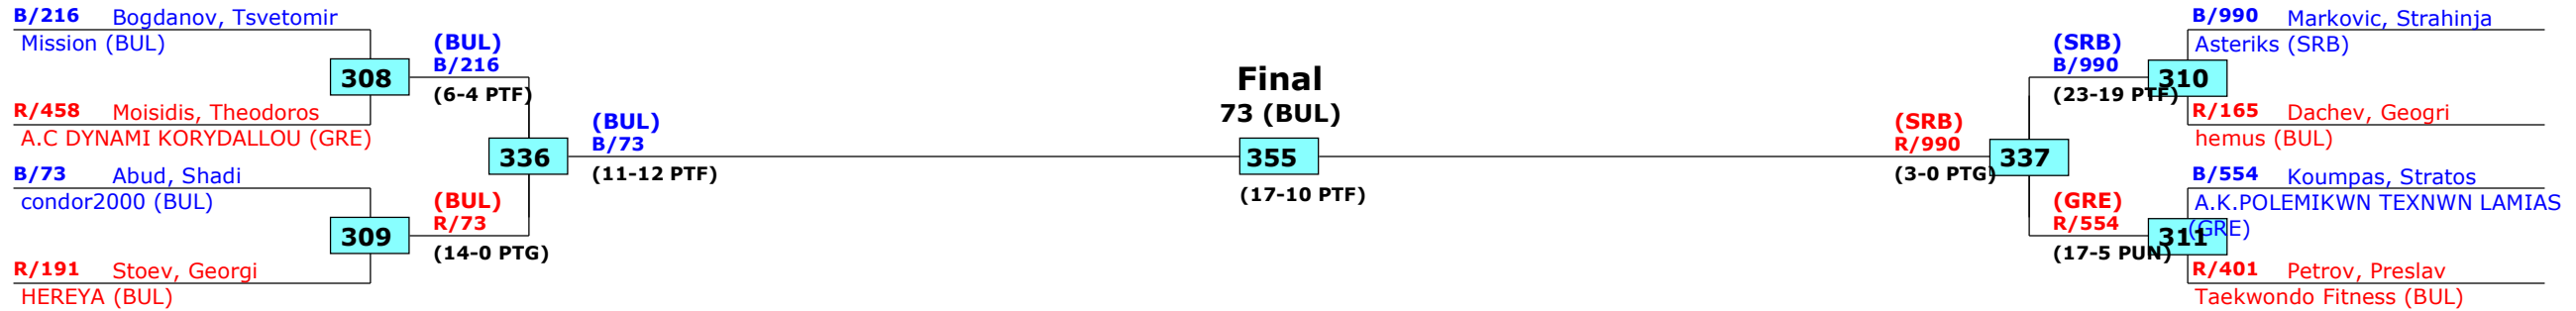 B/216 Bogdanov, Tsvetomir
Mission (BUL)
308
R/458 Moisidis, Theodoros
A.C DYNAMI KORYDALLOU (GRE)
B/73 Abud, Shadi
condor2000 (BUL)
309
R/191 Stoev, Georgi
HEREYA (BUL)
(BUL)
B/216
(6-4 PTF)
336
(BUL)
R/73
(14-0 PTG)
(BUL)
B/73
(11-12 PTF)
Final
73 (BUL)
355
(17-10 PTF)
(SRB)
R/990
(3-0 PTG)
337
(SRB)
B/990
(23-19 PTF)
(GRE)
R/554
(17-5 PUN)
B/990 Markovic, Strahinja
Asteriks (SRB)
310
R/165 Dachev, Geogri
hemus (BUL)
B/554 Koumpas, Stratos
A.K.POLEMIKWN TEXNWN LAMIAS
(GRE)
311
R/401 Petrov, Preslav
Taekwondo Fitness (BUL)